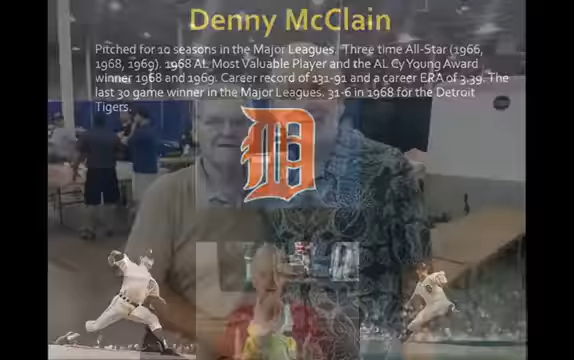 Denny McClain
Pitched for 10 seasons in the Major Leagues. Three time All-Star (1966,
1968, 1969). 1968 AL Most Valuable Player and the AL Cy Young Award
winner 1968 and 1969. Career record of 131-91 and a career ERA of 3.39. The
last 30 game winner in the Major Leagues. 31-6 in 1968 for the Detroit
Tigers.
D